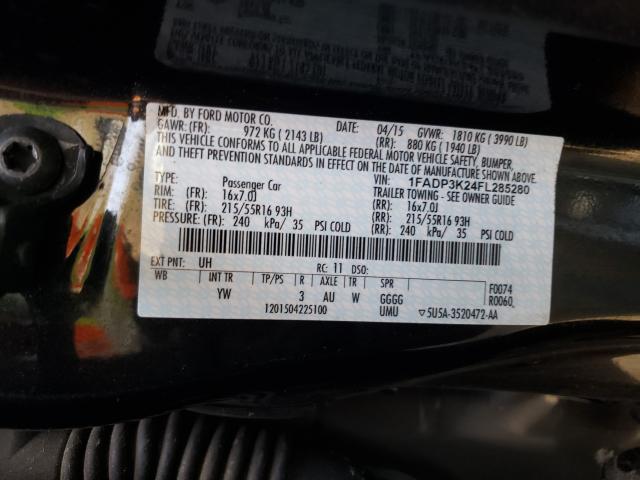 MFD. BY FORD MOTOR CO.
DATE: 04/15 GVWR: 1810 KG ( 3990 LB)
GAWR:(FR): 972 KG ( 2143 LB) (RR): 880 KG ( 1940 LB)
THIS VEHICLE CONFORMS TO ALL APPLICABLE FEDERAL MOTOR VEHICLE SAFETY, BUMPER,
AND THEFT PREVENTION STANDARDS IN EFFECT ON THE DATE OF MANUFACTURE SHOWN ABOVE.
VIN: 1FADP3K24FL285280
TYPE: Passenger Car TRAILER TOWING - SEE OWNER GUIDE
RIM: (FR): 16x7.0J (RR): 16x7.0J
TIRE: (FR): 215/55R16 93H (RR): 215/55R16 93H
PRESSURE: (FR): 240 kPa/ 35 PSI COLD (RR): 240 kPa/ 35 PSI COLD
EXT PNT: UH RC: 11 DSO: F0074
WB INT TR TP/PS R AXLE TR SPR R0060
YW 3 AU W GGGG
1201504225100 UMU ▽5U5A-3520472-AA